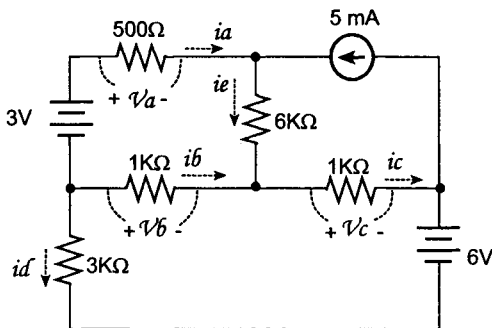 500Ω
ia
5 mA
+ Va -
ie
3V
6KΩ
1KΩ
ib
1KΩ
ic
+ Vb -
+ Vc -
id
3KΩ
6V